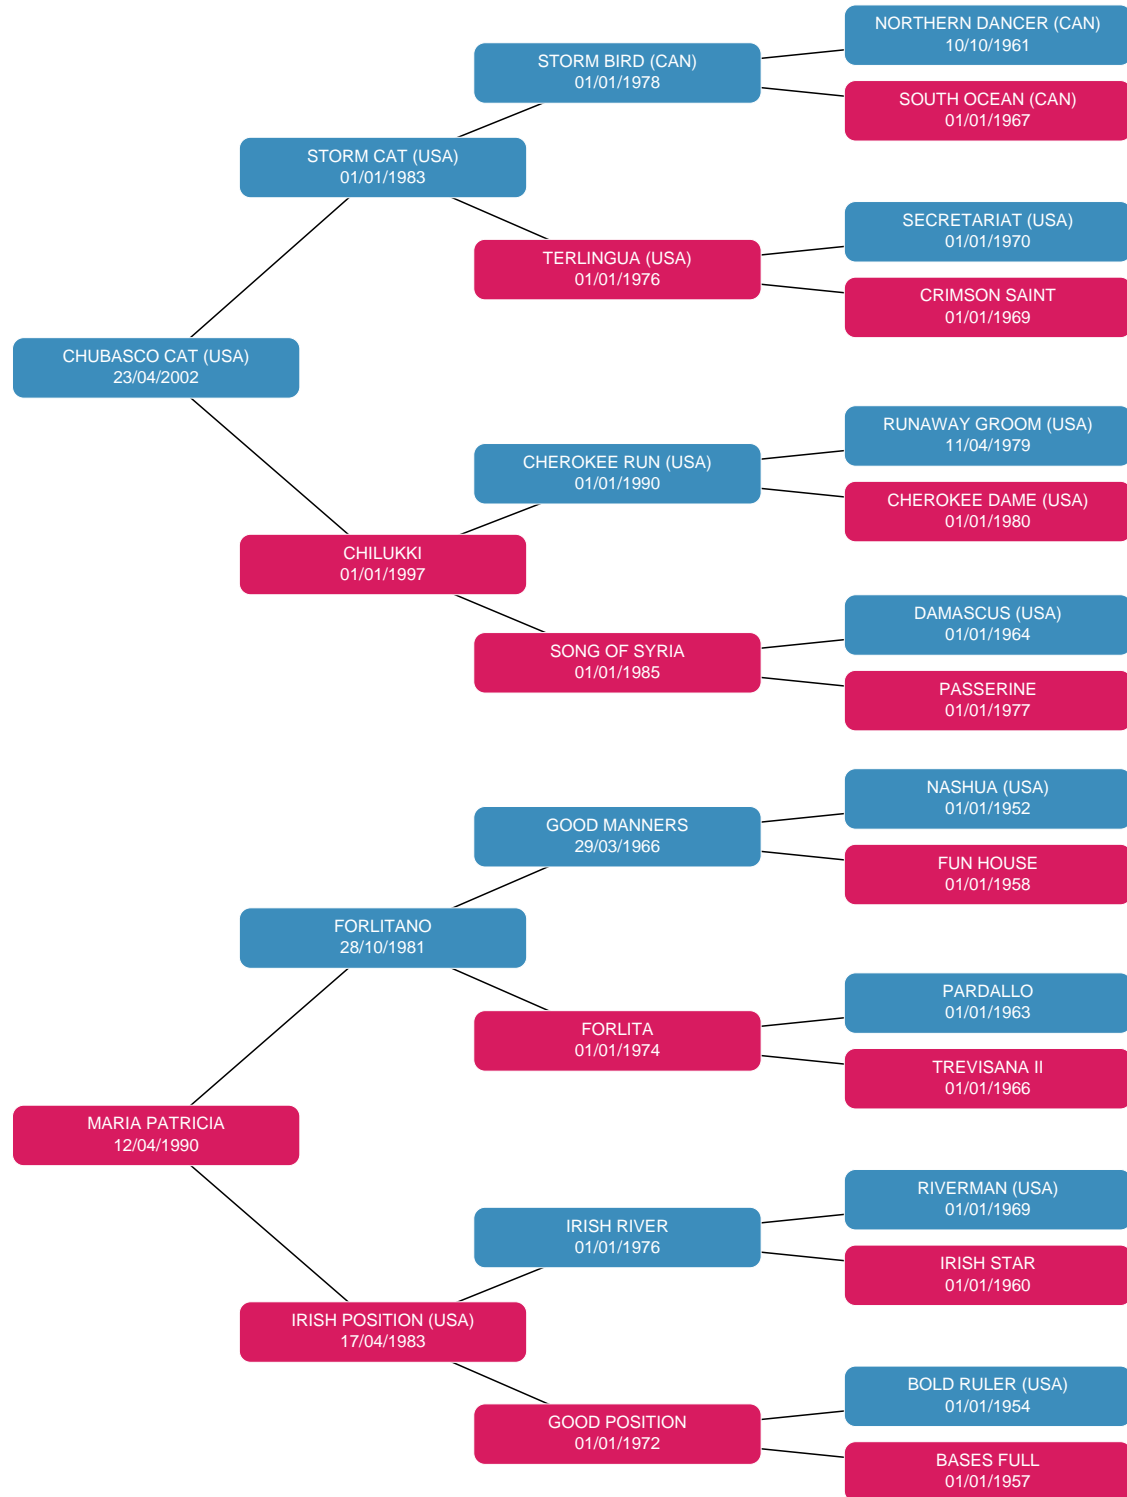 NORTHERN DANCER (CAN)
10/10/1961
STORM BIRD (CAN)
01/01/1978
SOUTH OCEAN (CAN)
01/01/1967
STORM CAT (USA)
01/01/1983
SECRETARIAT (USA)
01/01/1970
TERLINGUA (USA)
01/01/1976
CRIMSON SAINT
01/01/1969
CHUBASCO CAT (USA)
23/04/2002
RUNAWAY GROOM (USA)
11/04/1979
CHEROKEE RUN (USA)
01/01/1990
CHEROKEE DAME (USA)
01/01/1980
CHILUKKI
01/01/1997
DAMASCUS (USA)
01/01/1964
SONG OF SYRIA
01/01/1985
PASSERINE
01/01/1977
NASHUA (USA)
01/01/1952
GOOD MANNERS
29/03/1966
FUN HOUSE
01/01/1958
FORLITANO
28/10/1981
PARDALLO
01/01/1963
FORLITA
01/01/1974
TREVISANA II
01/01/1966
MARIA PATRICIA
12/04/1990
RIVERMAN (USA)
01/01/1969
IRISH RIVER
01/01/1976
IRISH STAR
01/01/1960
IRISH POSITION (USA)
17/04/1983
BOLD RULER (USA)
01/01/1954
GOOD POSITION
01/01/1972
BASES FULL
01/01/1957